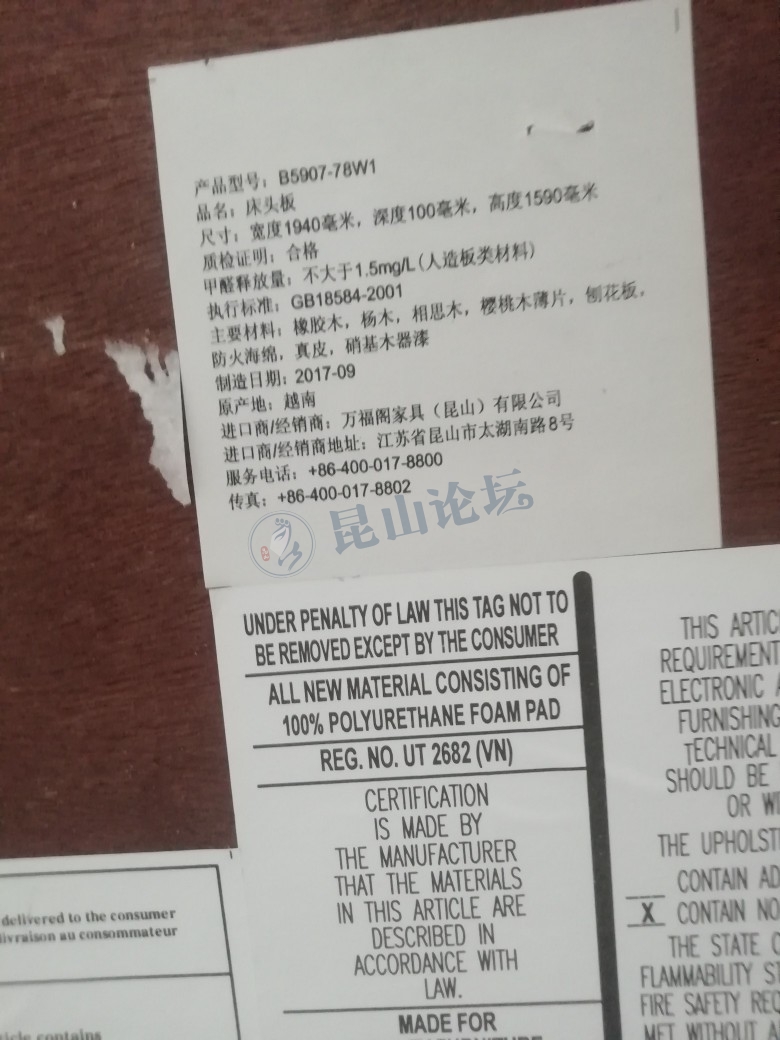 产品型号：B5907-78W1
品名：床头板
尺寸：宽度1940毫米，深度100毫米，高度1590毫米
质检证明：合格
甲醛释放量：不大于1.5mg/L(人造板类材料)
执行标准：GB18584-2001
主要材料：橡胶木，杨木，相思木，樱桃木薄片，刨花板，
防火海绵，真皮，硝基木器漆
制造日期：2017-09
原产地：越南
进口商/经销商：万福阁家具（昆山）有限公司
进口商/经销商地址：江苏省昆山市太湖南路8号
服务电话：+86-400-017-8800
传真：+86-400-017-8802
昆山论坛
UNDER PENALTY OF LAW THIS TAG NOT TO
BE REMOVED EXCEPT BY THE CONSUMER
ALL NEW MATERIAL CONSISTING OF
100% POLYURETHANE FOAM PAD
REG. NO. UT 2682 (VN)
CERTIFICATION
IS MADE BY
THE MANUFACTURER
THAT THE MATERIALS
IN THIS ARTICLE ARE
DESCRIBED IN
ACCORDANCE WITH
LAW.
MADE FOR
THIS
REQUIREMENT
ELECTRONIC
FURNISHING
TECHNICAL
SHOULD BE
OR
THE
CONTAIN
X CONTAIN
THE STATE
FLAMMABILITY
FIRE SAFETY
MET WITHOUT
delivered to the consumer
livraison au consommateur
contains